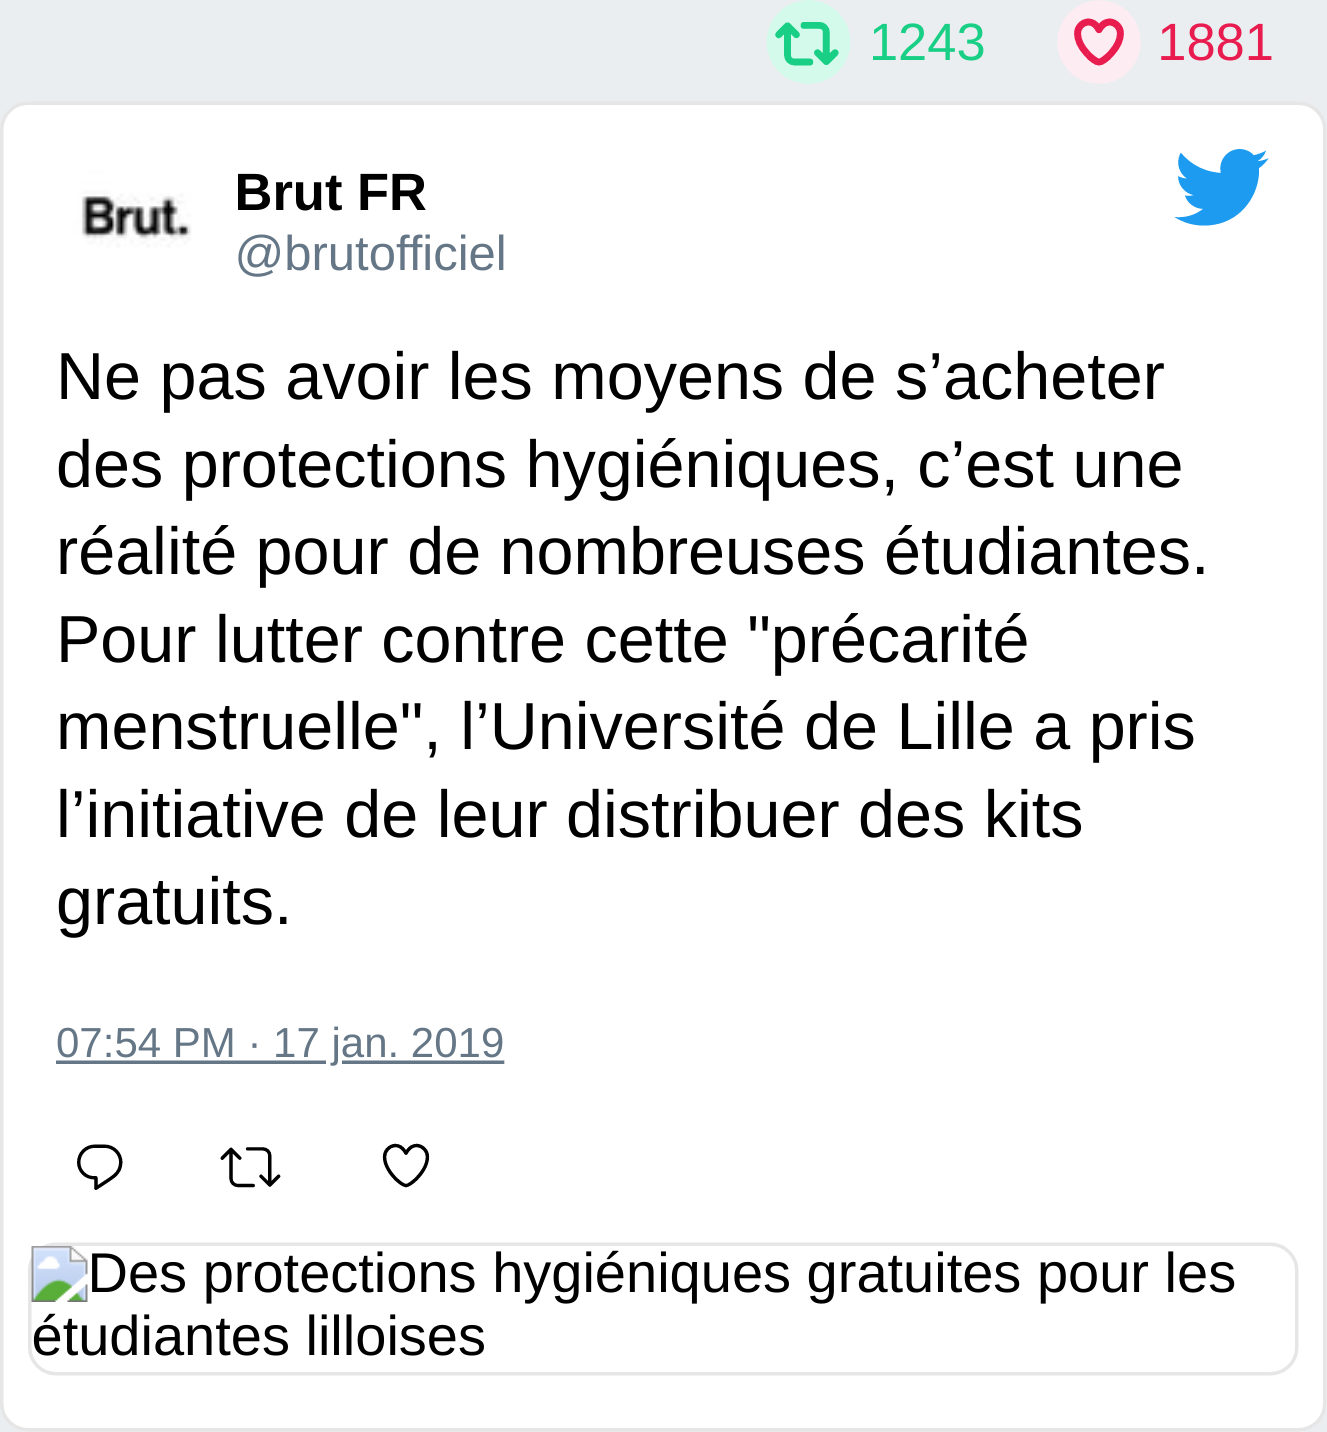 1243 1881
Brut.
Brut FR
@brutofficiel
Ne pas avoir les moyens de s’acheter
des protections hygiéniques, c’est une
réalité pour de nombreuses étudiantes.
Pour lutter contre cette "précarité
menstruelle", l’Université de Lille a pris
l’initiative de leur distribuer des kits
gratuits.
07:54 PM · 17 jan. 2019
Des protections hygiéniques gratuites pour les
étudiantes lilloises